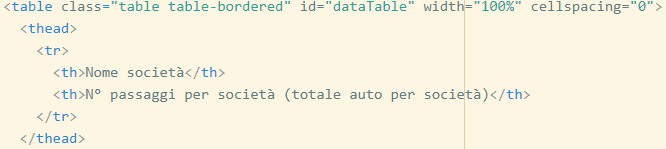 <table class="table table-bordered" id="dataTable" width="100%" cellspacing="0">
<thead>
<tr>
<th>Nome società</th>
<th>N° passaggi per società (totale auto per società)</th>
</tr>
</thead>